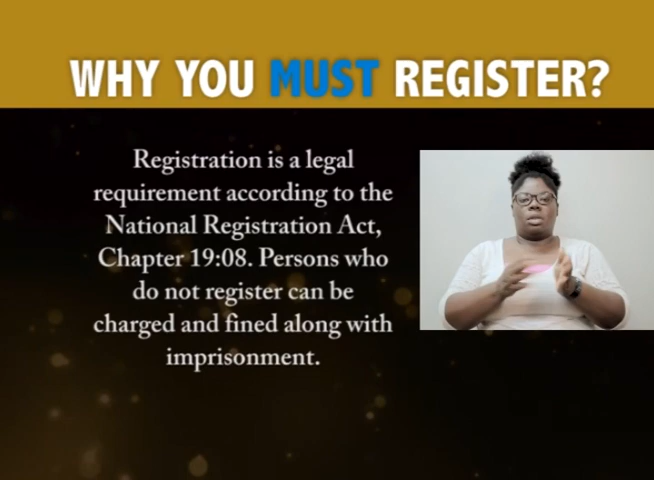 WHY YOU MUST REGISTER?
Registration is a legal
requirement according to the
National Registration Act,
Chapter 19:08. Persons who
do not register can be
charged and fined along with
imprisonment.